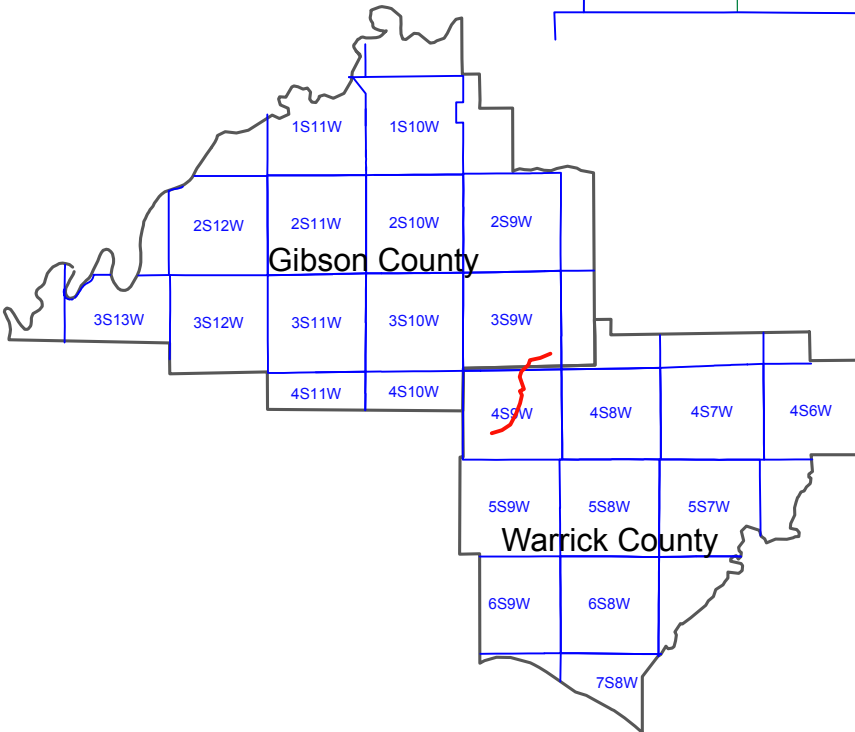 1S11W 1S10W
2S12W 2S11W 2S10W 2S9W
Gibson County
3S13W 3S12W 3S11W 3S10W 3S9W
4S11W 4S10W
4S9W 4S8W 4S7W 4S6W
5S9W 5S8W 5S7W
Warrick County
6S9W 6S8W
7S8W